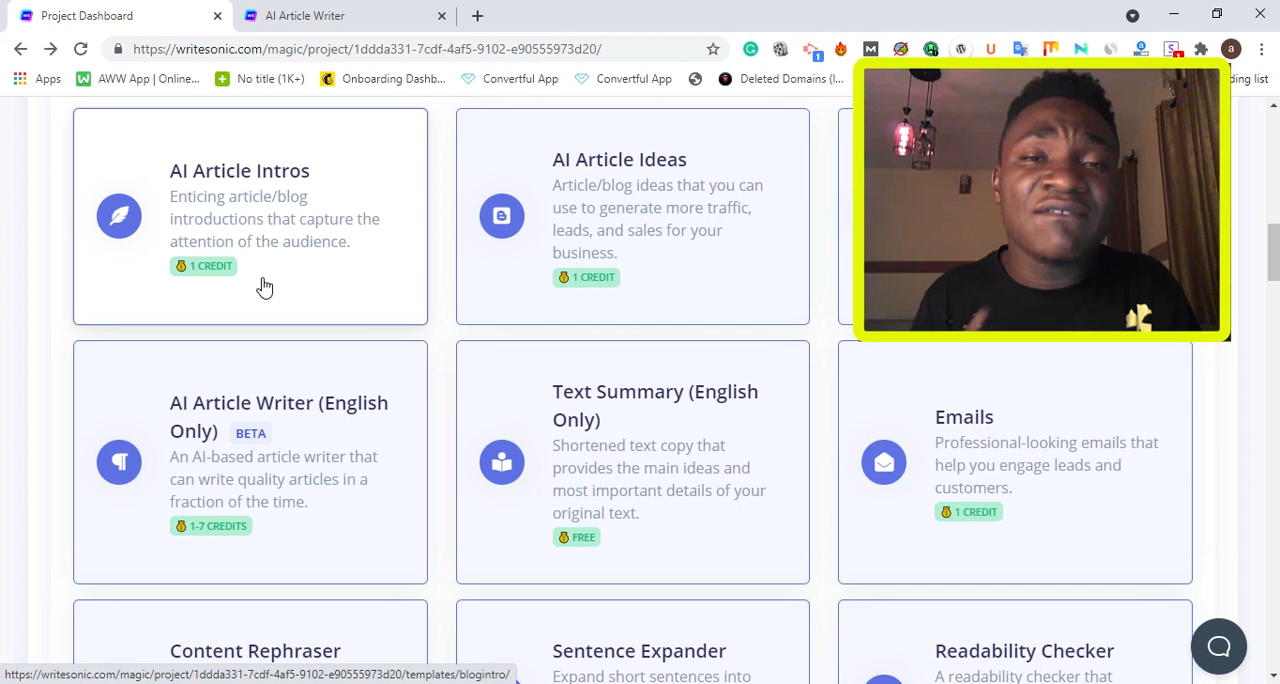 Project Dashboard
AI Article Writer
https://writesonic.com/magic/project/1ddda331-7cdf-4af5-9102-e90555973d20/
Apps
AWW App | Online...
No title (1K+)
Onboarding Dashb...
Convertful App
Convertful App
Deleted Domains (I...
ding list
AI Article Intros
Enticing article/blog
introductions that capture the
attention of the audience.
1 CREDIT
AI Article Ideas
Article/blog ideas that you can
use to generate more traffic,
leads, and sales for your
business.
1 CREDIT
AI Article Writer (English
Only) BETA
An AI-based article writer that
can write quality articles in a
fraction of the time.
1-7 CREDITS
Text Summary (English
Only)
Shortened text copy that
provides the main ideas and
most important details of your
original text.
FREE
Emails
Professional-looking emails that
help you engage leads and
customers.
1 CREDIT
Content Rephraser
Sentence Expander
Expand short sentences into
Readability Checker
A readability checker that
https://writesonic.com/magic/project/1ddda331-7cdf-4af5-9102-e90555973d20/templates/blogintro/